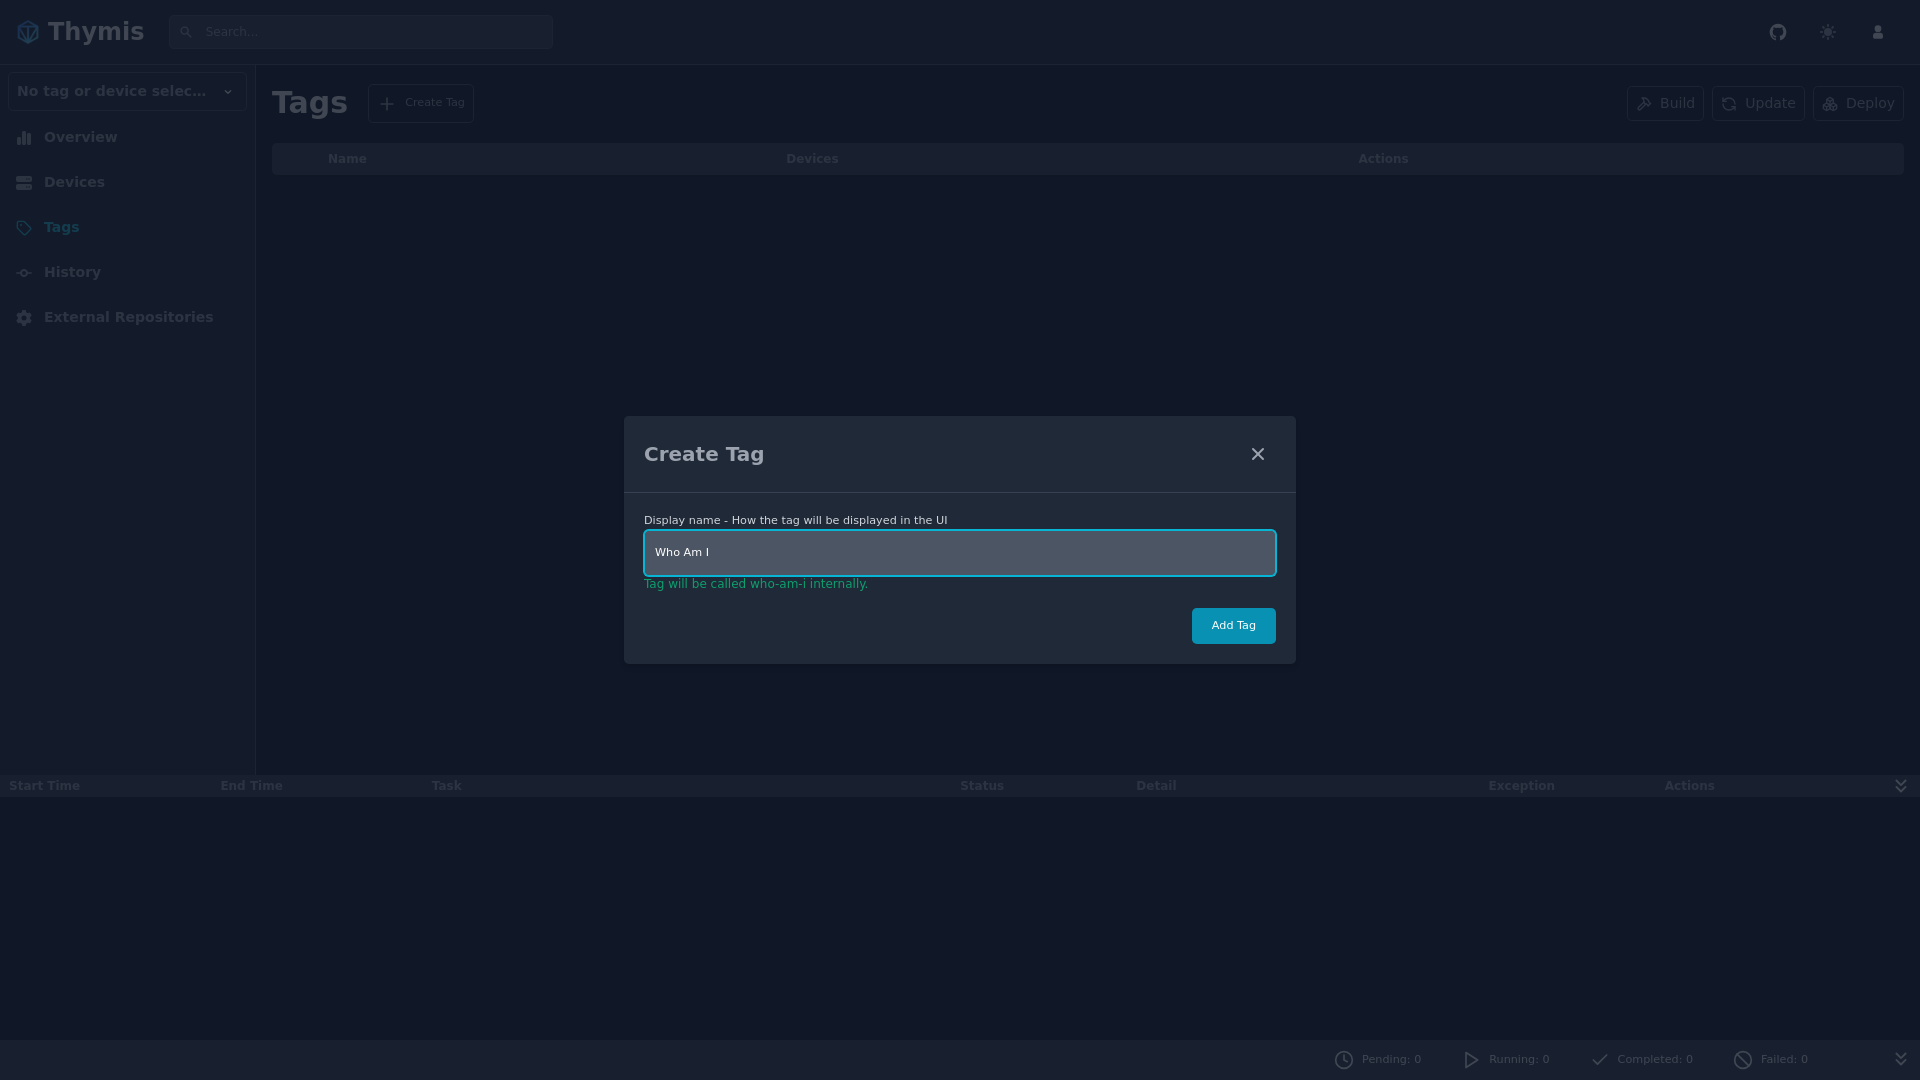 Thymis
Search...
No tag or device selec...
Overview
Devices
Tags
History
External Repositories
Tags
Create Tag
Build
Update
Deploy
Name Devices Actions
Create Tag
Display name - How the tag will be displayed in the UI
Who Am I
Tag will be called who-am-i internally.
Add Tag
Start Time End Time Task Status Detail Exception Actions
Pending: 0 Running: 0 Completed: 0 Failed: 0